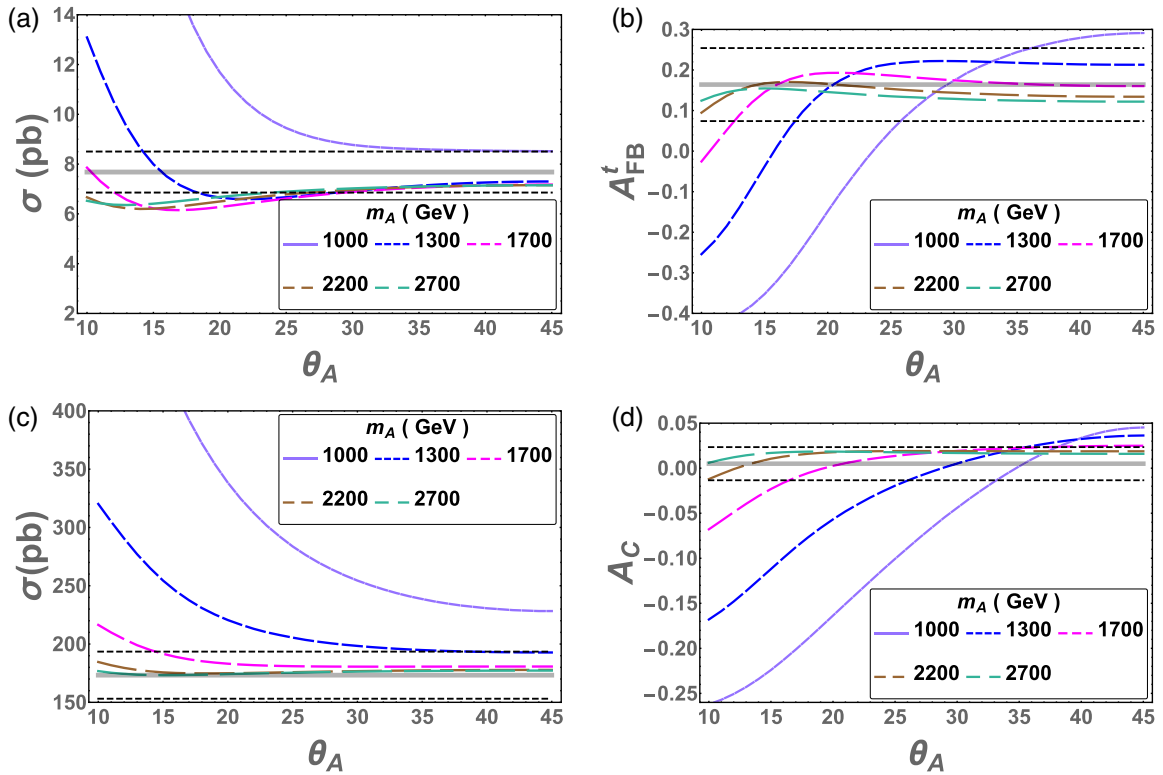 (a)
14
12
10
8
6
4
2
σ (pb)
m_A ( GeV )
1000 1300 1700
2200 2700
10 15 20 25 30 35 40 45
θ_A
(b)
0.3
0.2
0.1
0.0
−0.1
−0.2
−0.3
−0.4
A^t_FB
m_A ( GeV )
1000 1300 1700
2200 2700
10 15 20 25 30 35 40 45
θ_A
(c)
400
350
300
250
200
150
σ(pb)
m_A ( GeV )
1000 1300 1700
2200 2700
10 15 20 25 30 35 40 45
θ_A
(d)
0.05
0.00
−0.05
−0.10
−0.15
−0.20
−0.25
A_C
m_A ( GeV )
1000 1300 1700
2200 2700
10 15 20 25 30 35 40 45
θ_A